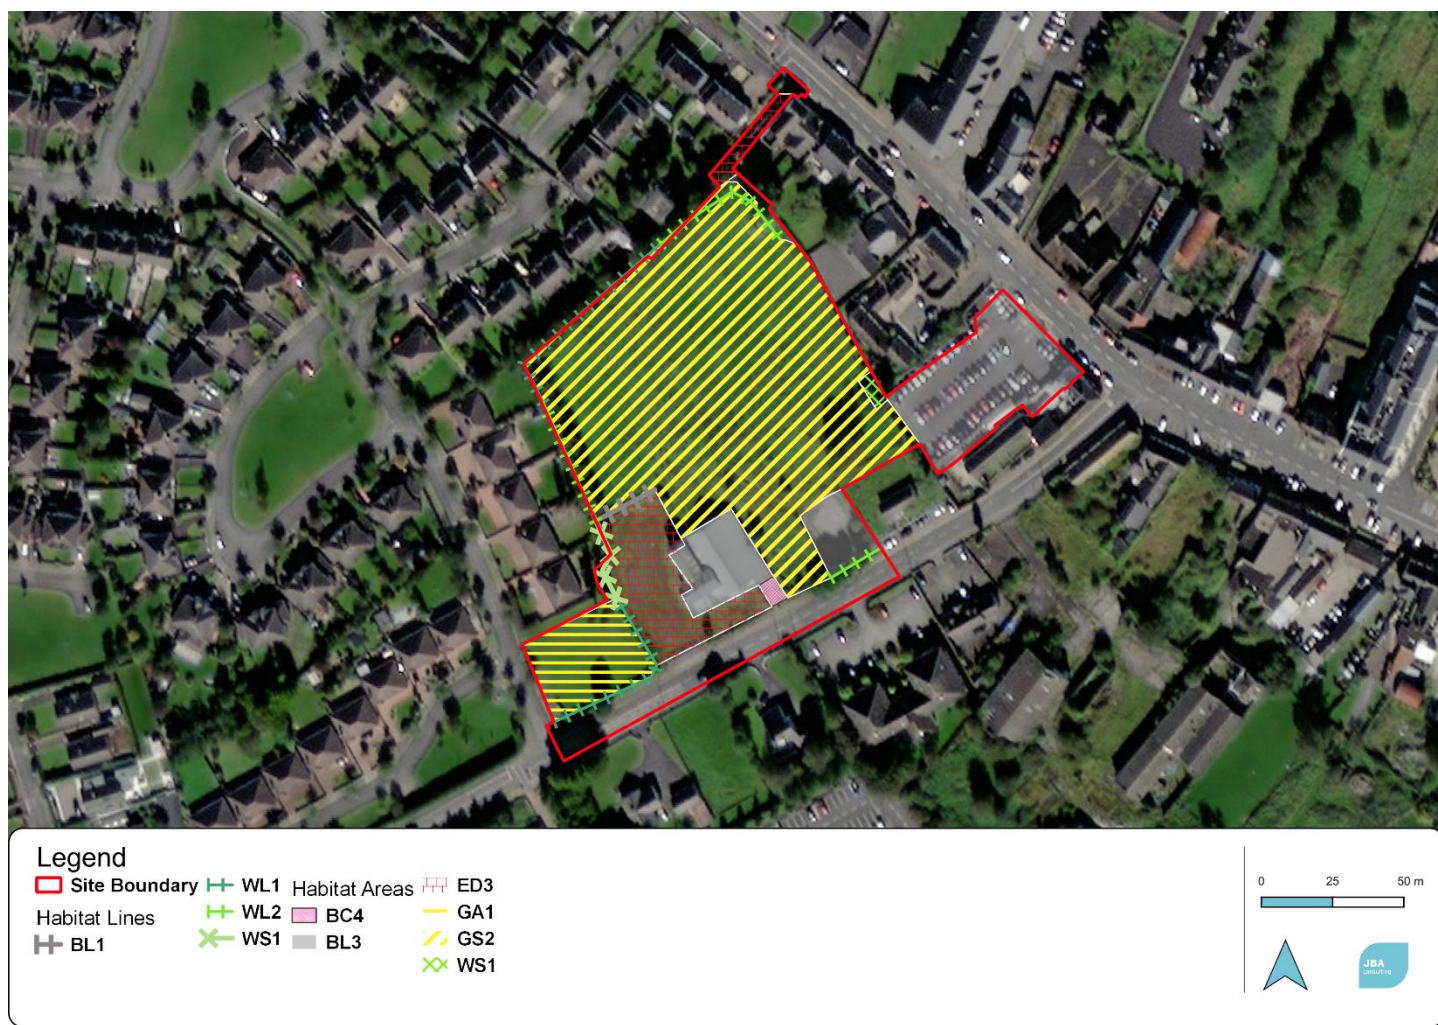 Legend
Site Boundary
Habitat Lines
BL1
WL1
WL2
WS1
Habitat Areas
BC4
BL3
ED3
GA1
GS2
WS1
0 25 50 m
JBA
consulting